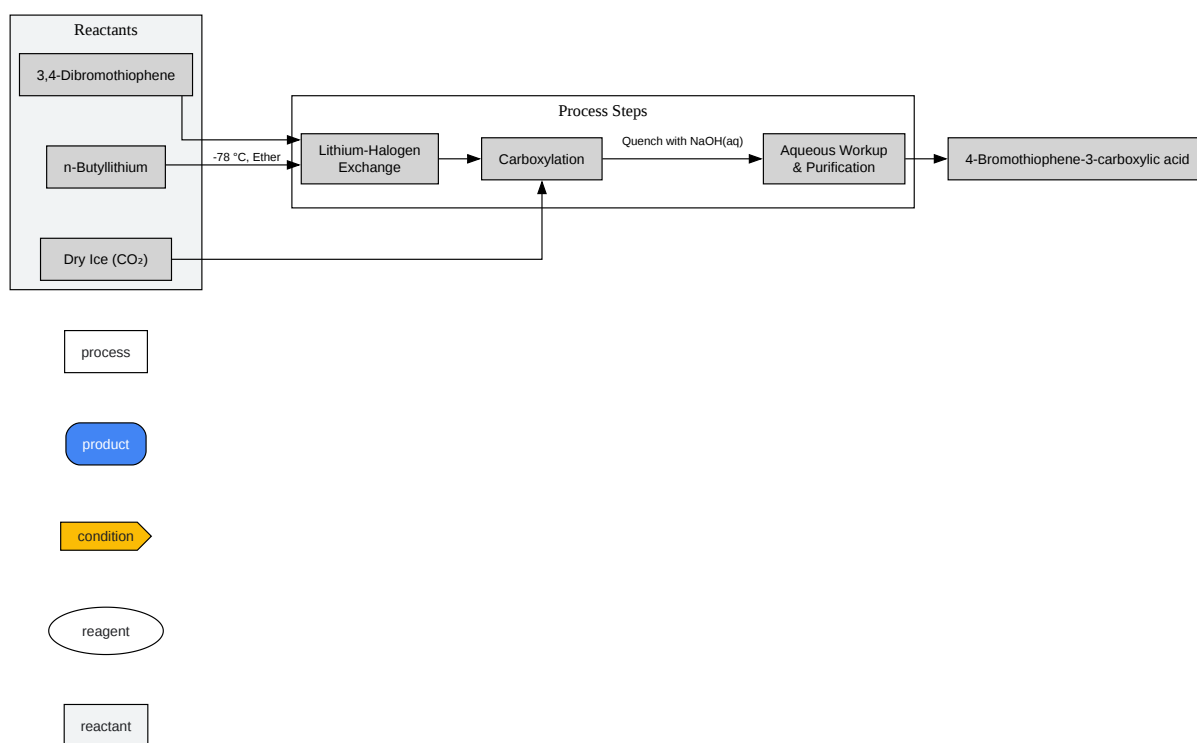 Reactants
3,4-Dibromothiophene
n-Butyllithium
Dry Ice (CO₂)
-78 °C, Ether
Process Steps
Lithium-Halogen
Exchange
Carboxylation
Quench with NaOH(aq)
Aqueous Workup
& Purification
4-Bromothiophene-3-carboxylic acid
process
product
condition
reagent
reactant